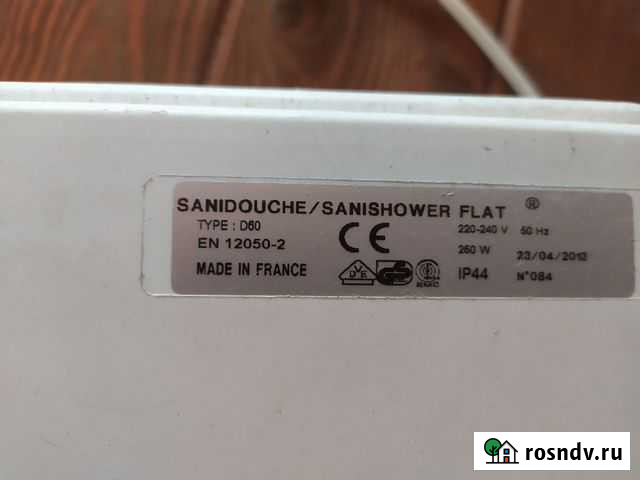 SANIDOUCHE/SANISHOWER FLAT ®
TYPE : D60 220-240 V 50 Hz
EN 12050-2 CE 250 W 23/04/2012
MADE IN FRANCE IP44 N°084
rosndv.ru